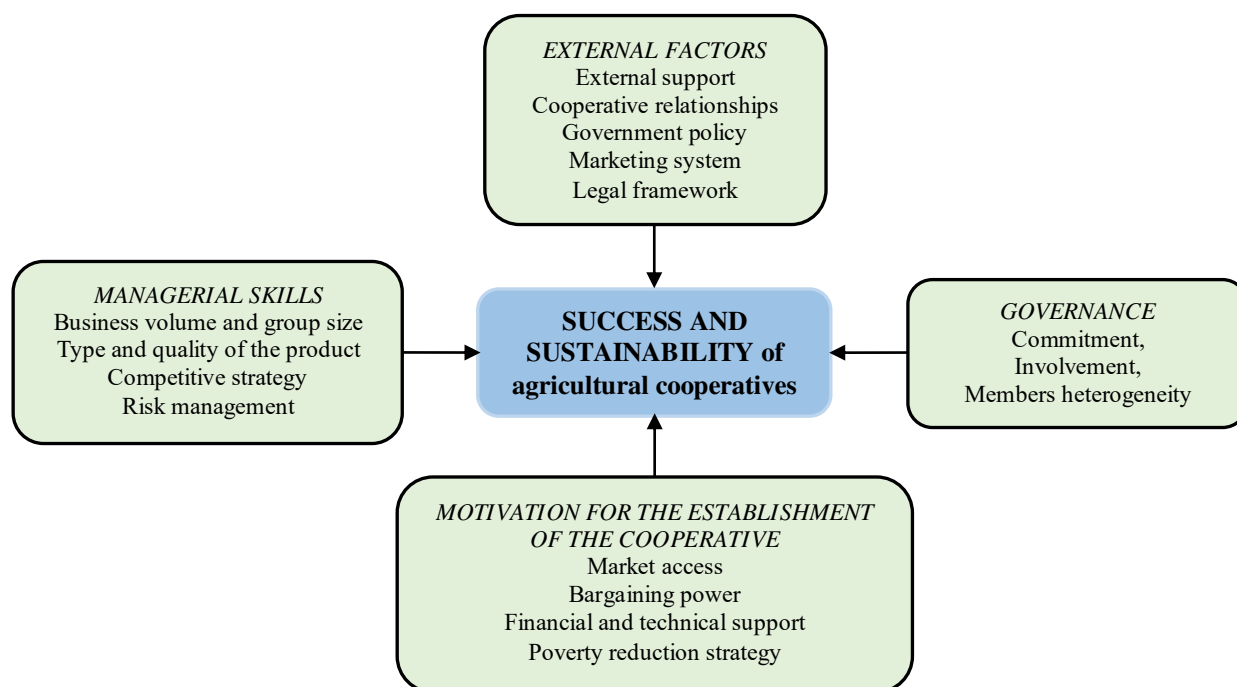 EXTERNAL FACTORS
External support
Cooperative relationships
Government policy
Marketing system
Legal framework
MANAGERIAL SKILLS
Business volume and group size
Type and quality of the product
Competitive strategy
Risk management
SUCCESS AND
SUSTAINABILITY of
agricultural cooperatives
GOVERNANCE
Commitment,
Involvement,
Members heterogeneity
MOTIVATION FOR THE ESTABLISHMENT
OF THE COOPERATIVE
Market access
Bargaining power
Financial and technical support
Poverty reduction strategy